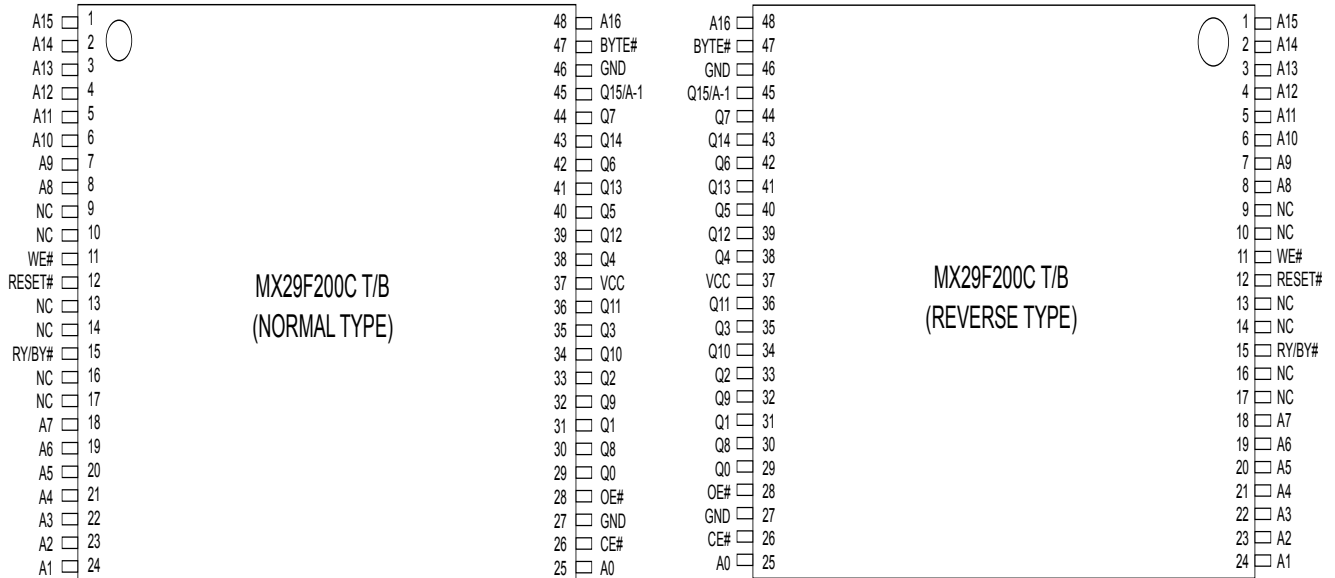 A15 1 48 A16 A16 48 1 A15
A14 2 47 BYTE# BYTE# 47 2 A14
A13 3 46 GND GND 46 3 A13
A12 4 45 Q15/A-1 Q15/A-1 45 4 A12
A11 5 44 Q7 Q7 44 5 A11
A10 6 43 Q14 Q14 43 6 A10
A9 7 42 Q6 Q6 42 7 A9
A8 8 41 Q13 Q13 41 8 A8
NC 9 40 Q5 Q5 40 9 NC
NC 10 39 Q12 Q12 39 10 NC
WE# 11 38 Q4 Q4 38 11 WE#
RESET# 12 MX29F200C T/B 37 VCC VCC 37 MX29F200C T/B 12 RESET#
NC 13 36 Q11 Q11 36 13 NC
NC 14 (NORMAL TYPE) 35 Q3 Q3 35 (REVERSE TYPE) 14 NC
RY/BY# 15 34 Q10 Q10 34 15 RY/BY#
NC 16 33 Q2 Q2 33 16 NC
NC 17 32 Q9 Q9 32 17 NC
A7 18 31 Q1 Q1 31 18 A7
A6 19 30 Q8 Q8 30 19 A6
A5 20 29 Q0 Q0 29 20 A5
A4 21 28 OE# OE# 28 21 A4
A3 22 27 GND GND 27 22 A3
A2 23 26 CE# CE# 26 23 A2
A1 24 25 A0 A0 25 24 A1